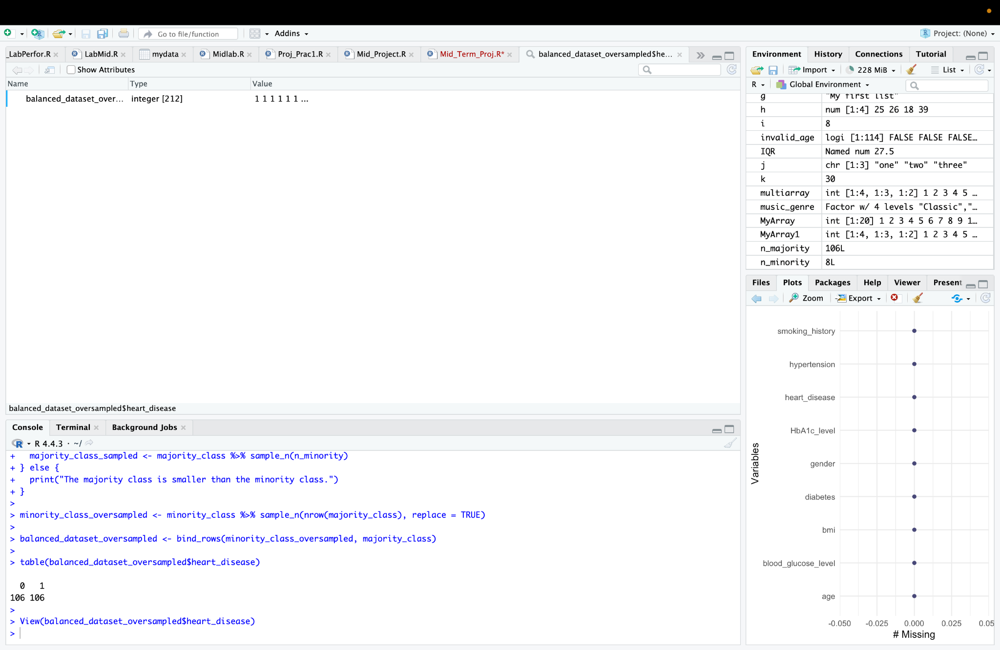 Go to file/function
Addins
Project: (None)
_LabPerfor.R
LabMid.R
mydata
Midlab.R
Proj_Prac1.R
Mid_Project.R
Mid_Term_Proj.R*
balanced_dataset_oversampled$he...
Show Attributes
Name Type Value
balanced_dataset_over... integer [212] 1 1 1 1 1 1 ...
balanced_dataset_oversampled$heart_disease
Console Terminal Background Jobs
R 4.4.3 · ~/
+   majority_class_sampled <- majority_class %>% sample_n(n_minority)
+ } else {
+   print("The majority class is smaller than the minority class.")
+ }
>
> minority_class_oversampled <- minority_class %>% sample_n(nrow(majority_class), replace = TRUE)
>
> balanced_dataset_oversampled <- bind_rows(minority_class_oversampled, majority_class)
>
> table(balanced_dataset_oversampled$heart_disease)
  0   1
106 106
>
> View(balanced_dataset_oversampled$heart_disease)
>
Environment History Connections Tutorial
Import 228 MiB List
R Global Environment
g "My first list"
h num [1:4] 25 26 18 39
i 8
invalid_age logi [1:114] FALSE FALSE FALSE…
IQR Named num 27.5
j chr [1:3] "one" "two" "three"
k 30
multiarray int [1:4, 1:3, 1:2] 1 2 3 4 5 …
music_genre Factor w/ 4 levels "Classic","…
MyArray int [1:20] 1 2 3 4 5 6 7 8 9 1…
MyArray1 int [1:4, 1:3, 1:2] 1 2 3 4 5 …
n_majority 106L
n_minority 8L
Files Plots Packages Help Viewer Present
Zoom Export
smoking_history
hypertension
heart_disease
HbA1c_level
gender
diabetes
bmi
blood_glucose_level
age
Variables
-0.050 -0.025 0.000 0.025 0.05
# Missing